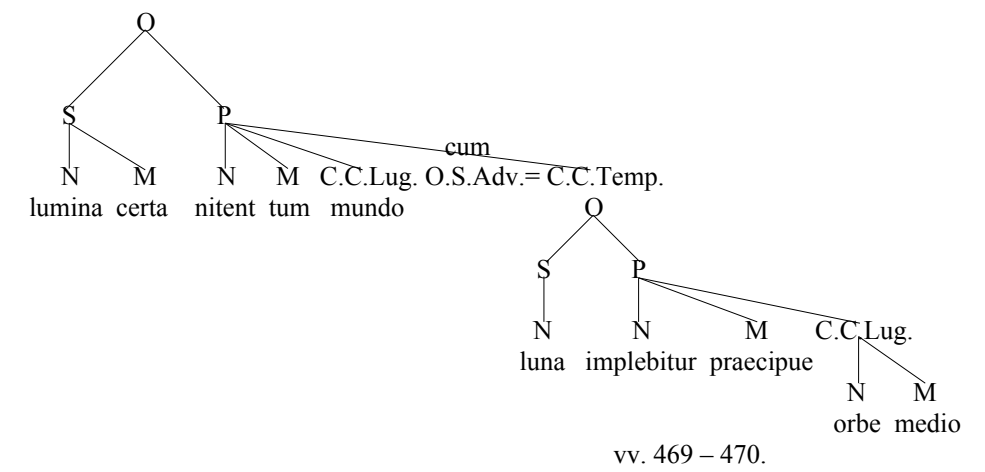 O
S P
cum
N M N M C.C.Lug. O.S.Adv.= C.C.Temp.
lumina certa nitent tum mundo
O
S P
N N M C.C.Lug.
luna implebitur praecipue
N M
orbe medio
vv. 469 – 470.